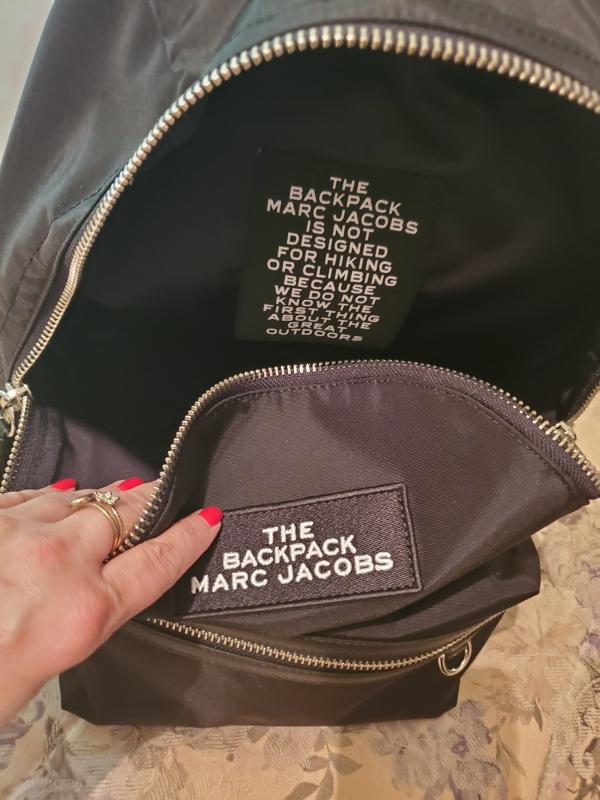 THE
BACKPACK
MARC JACOBS
IS NOT
DESIGNED
FOR HIKING
OR CLIMBING
BECAUSE
WE DO NOT
KNOW THE
FIRST THING
ABOUT THE
GREAT
OUTDOORS
THE
BACKPACK
MARC JACOBS